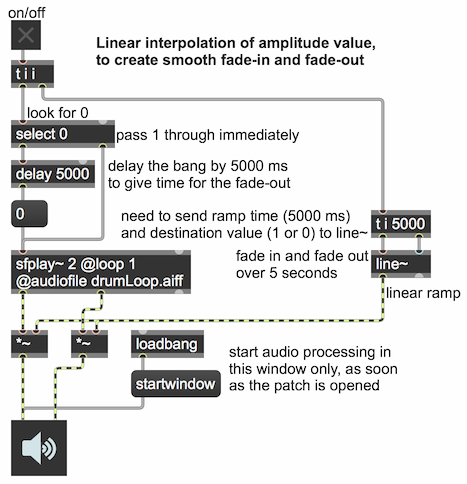 on/off
Linear interpolation of amplitude value,
to create smooth fade-in and fade-out
t i i
look for 0
select 0
pass 1 through immediately
delay 5000
delay the bang by 5000 ms
to give time for the fade-out
0
need to send ramp time (5000 ms)
and destination value (1 or 0) to line~
t i 5000
sfplay~ 2 @loop 1
@audiofile drumLoop.aiff
fade in and fade out
over 5 seconds
line~
linear ramp
*~
*~
loadbang
start audio processing in
this window only, as soon
as the patch is opened
startwindow